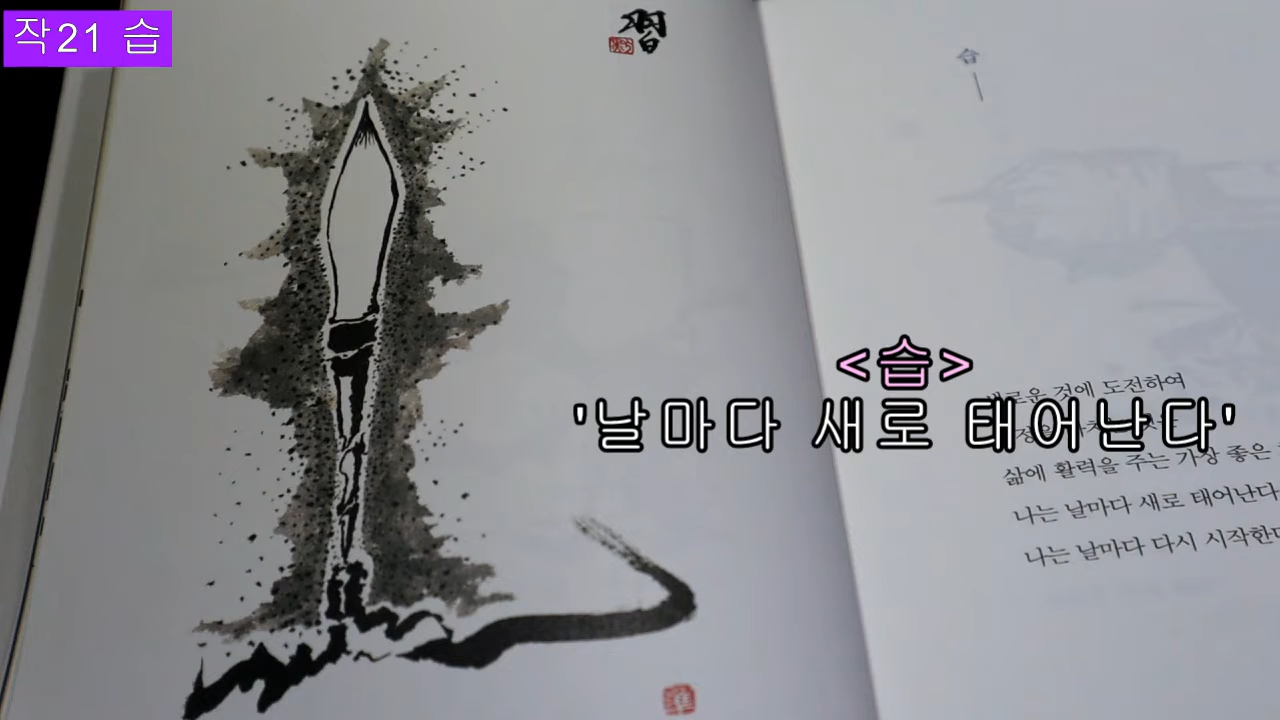 작21 습
習
습
<습>
'날마다 새로 태어난다'
새로운 것에 도전하여
삶에 활력을 주는 가장 좋은
나는 날마다 새로 태어난다
나는 날마다 다시 시작한다